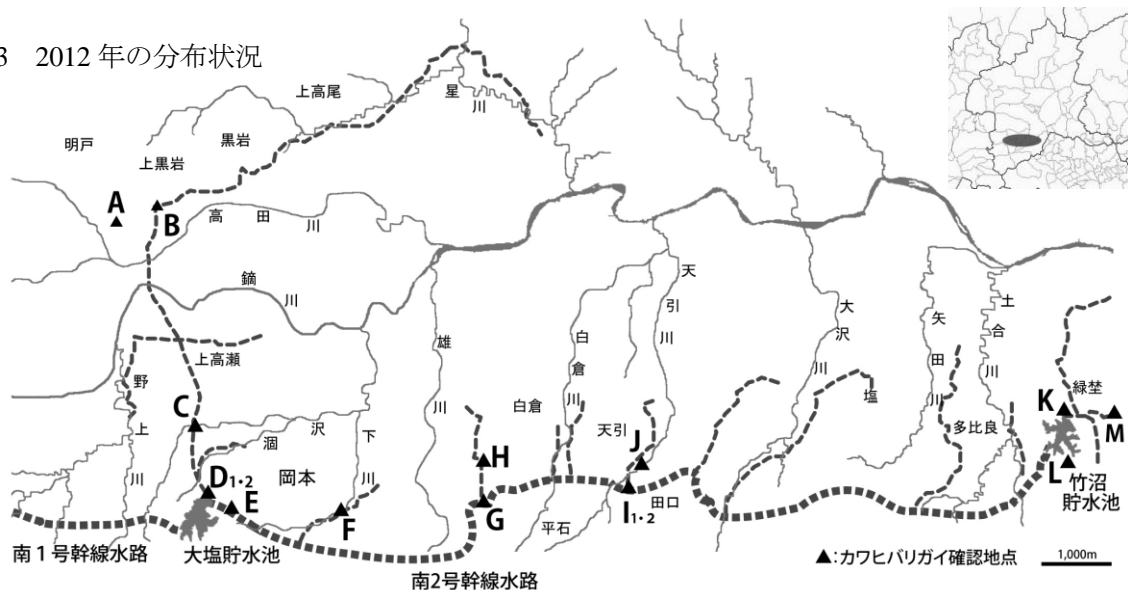 3 2012 年の分布状況
上高尾
星川
明戸
黒岩
上黒岩
A
B
高田川
鏑川
天引川
大沢川
矢田川
土合川
雄川
白倉川
上高瀬
野上川
C
白倉
塩
緑埜
K
M
涸沢
下川
天引
J
多比良
H
L
岡本
D1・2
E
F
G
I1・2
田口
平石
竹沼
貯水池
南1号幹線水路
大塩貯水池
南2号幹線水路
▲:カワヒバリガイ確認地点
1,000m